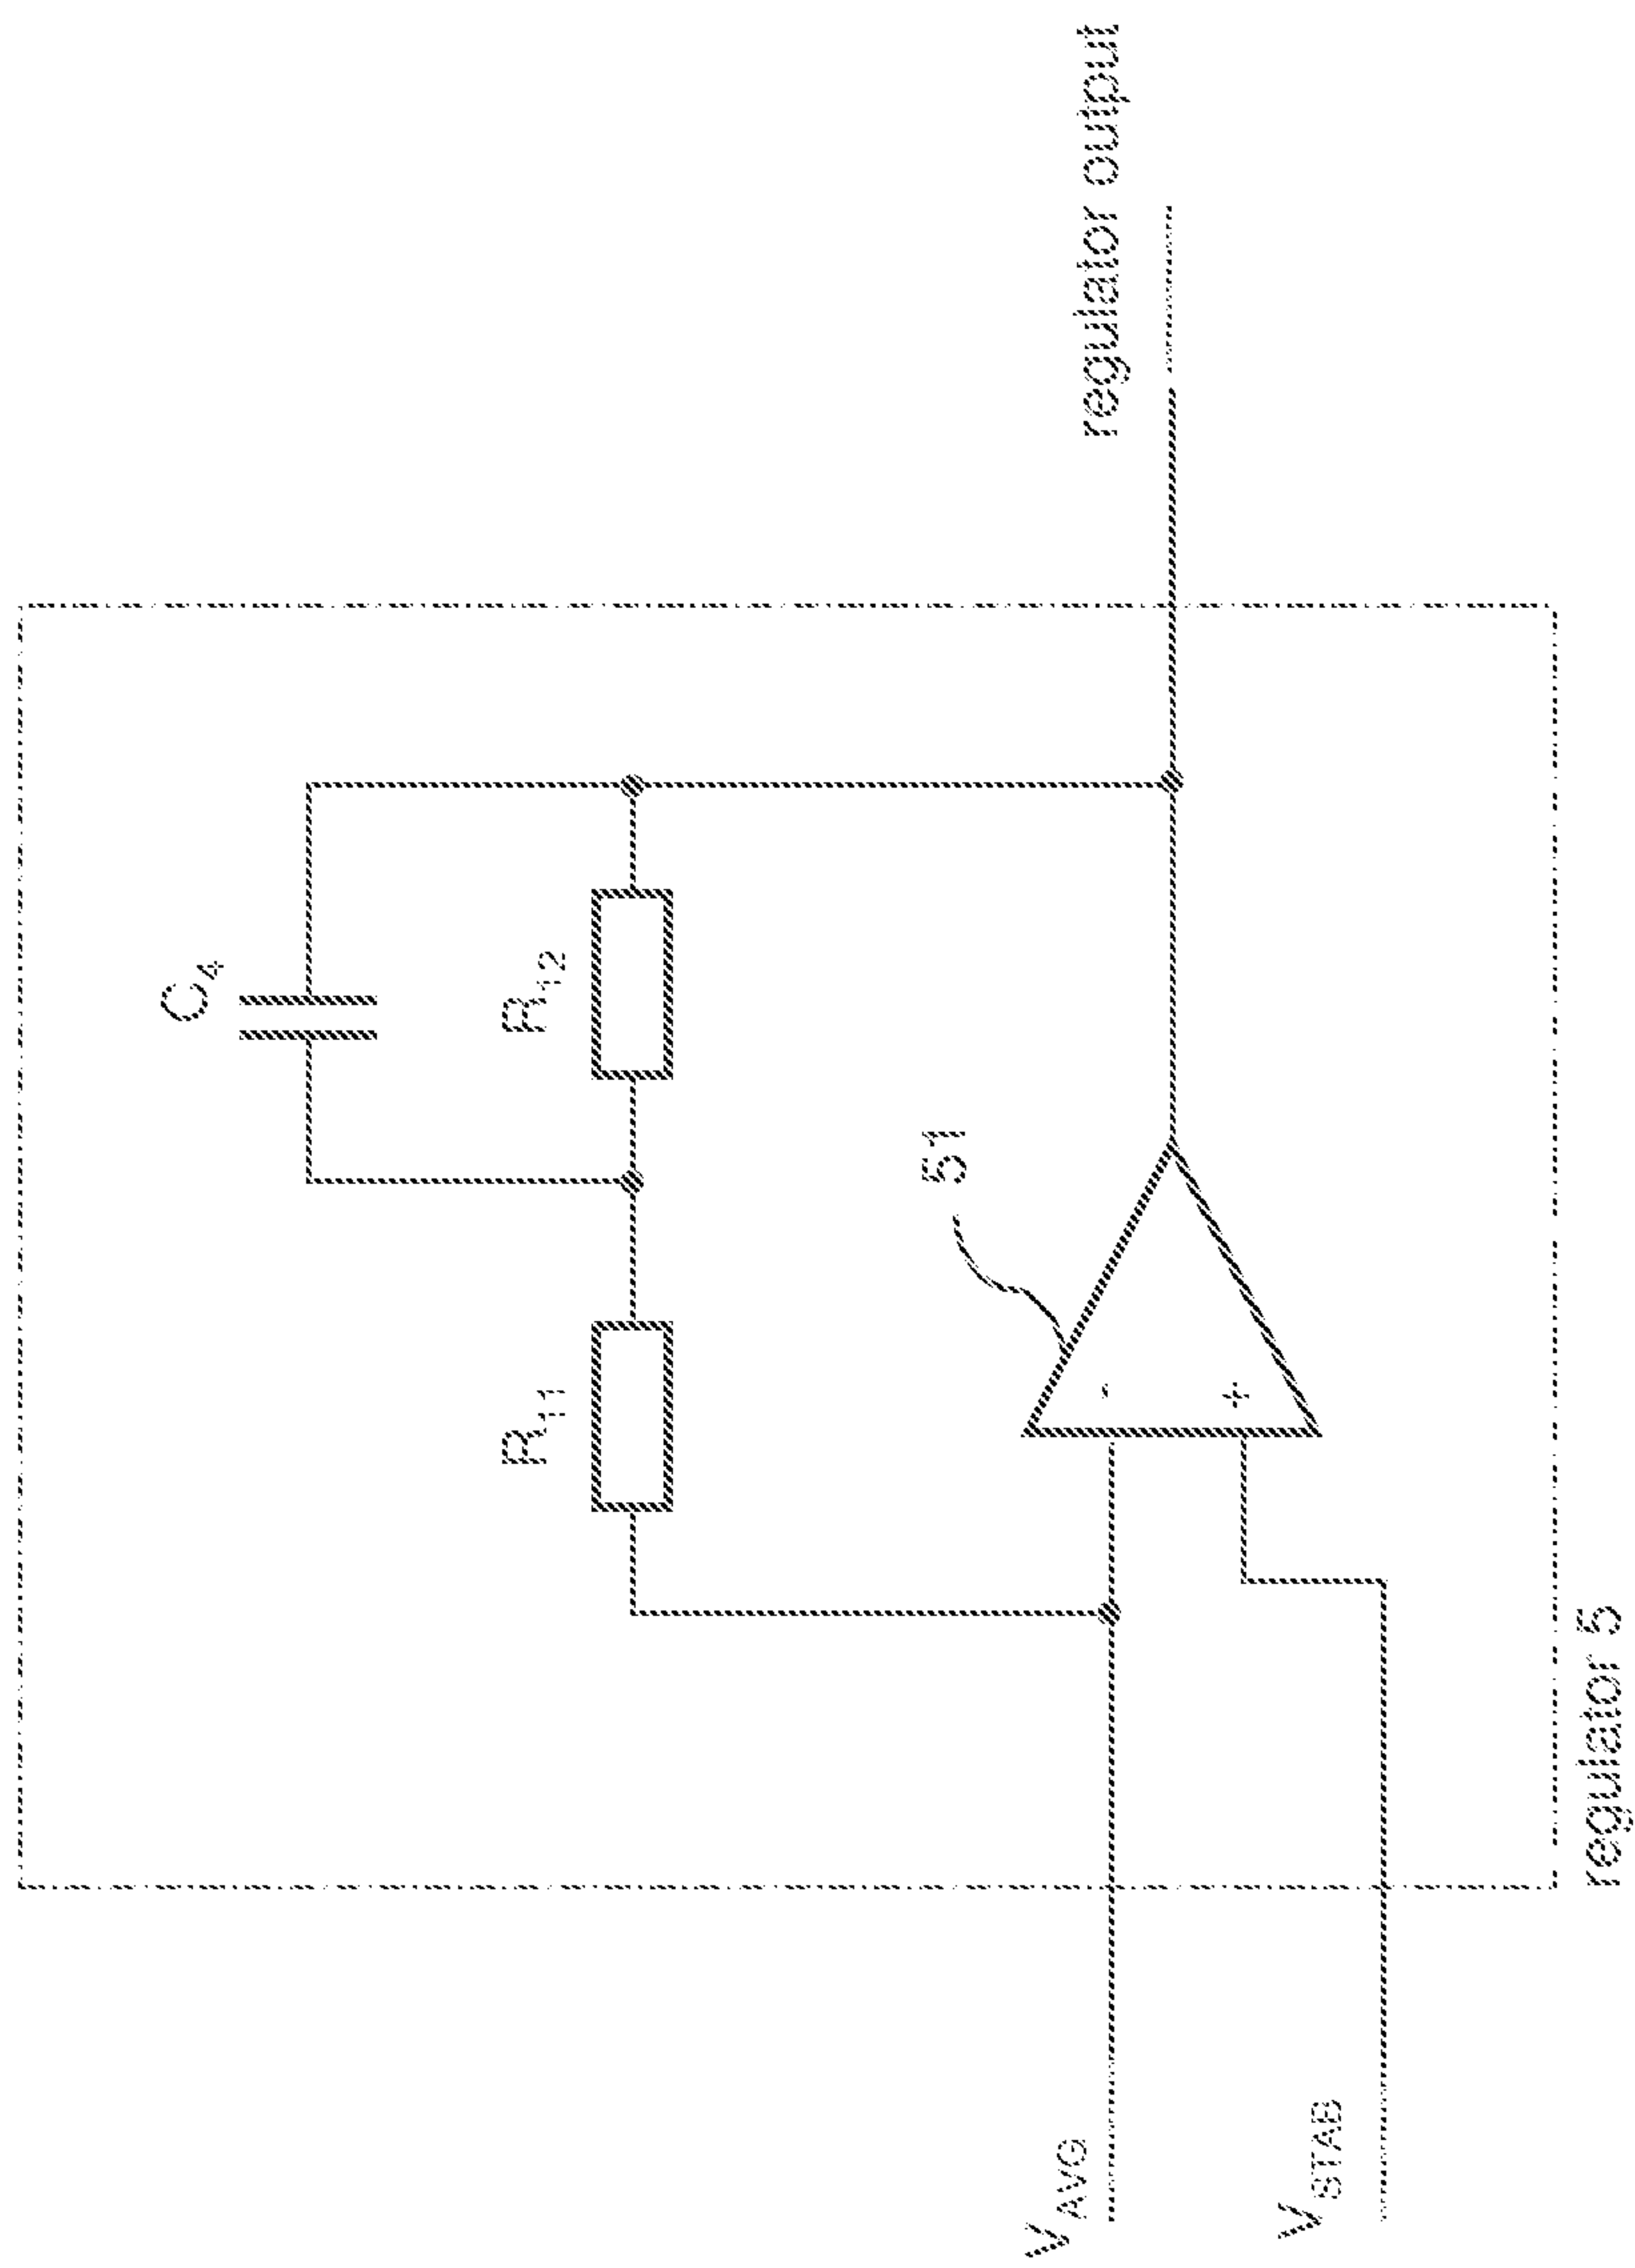 C4
R11
R12
51
-
+
VAVG
VSTAB
regulator output
regulator 5